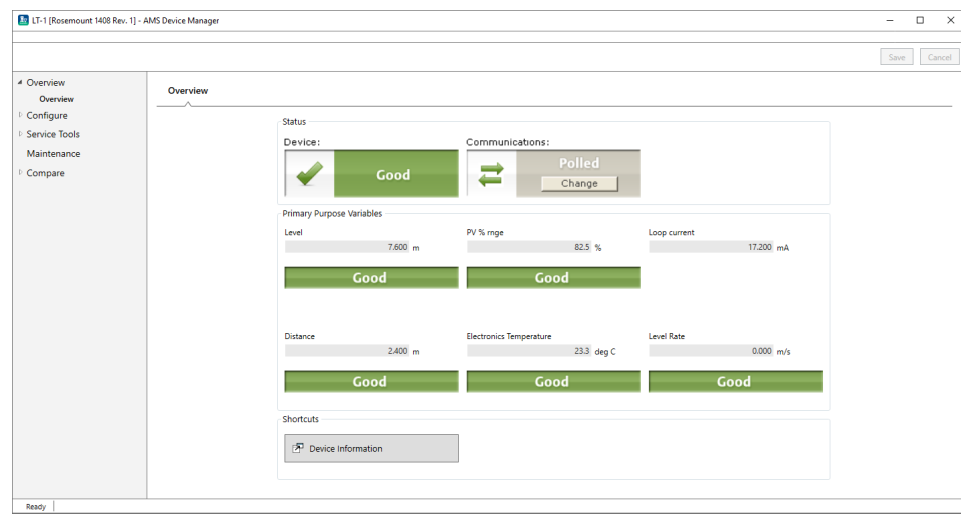 LT-1 [Rosemount 1408 Rev. 1] - AMS Device Manager
Save Cancel
Overview
Overview
Configure
Service Tools
Maintenance
Compare
Overview
Status
Device: Communications:
Good Polled
Change
Primary Purpose Variables
Level PV % rnge Loop current
7.600 m 82.5 % 17.200 mA
Good Good
Distance Electronics Temperature Level Rate
2.400 m 23.3 deg C 0.000 m/s
Good Good Good
Shortcuts
Device Information
Ready